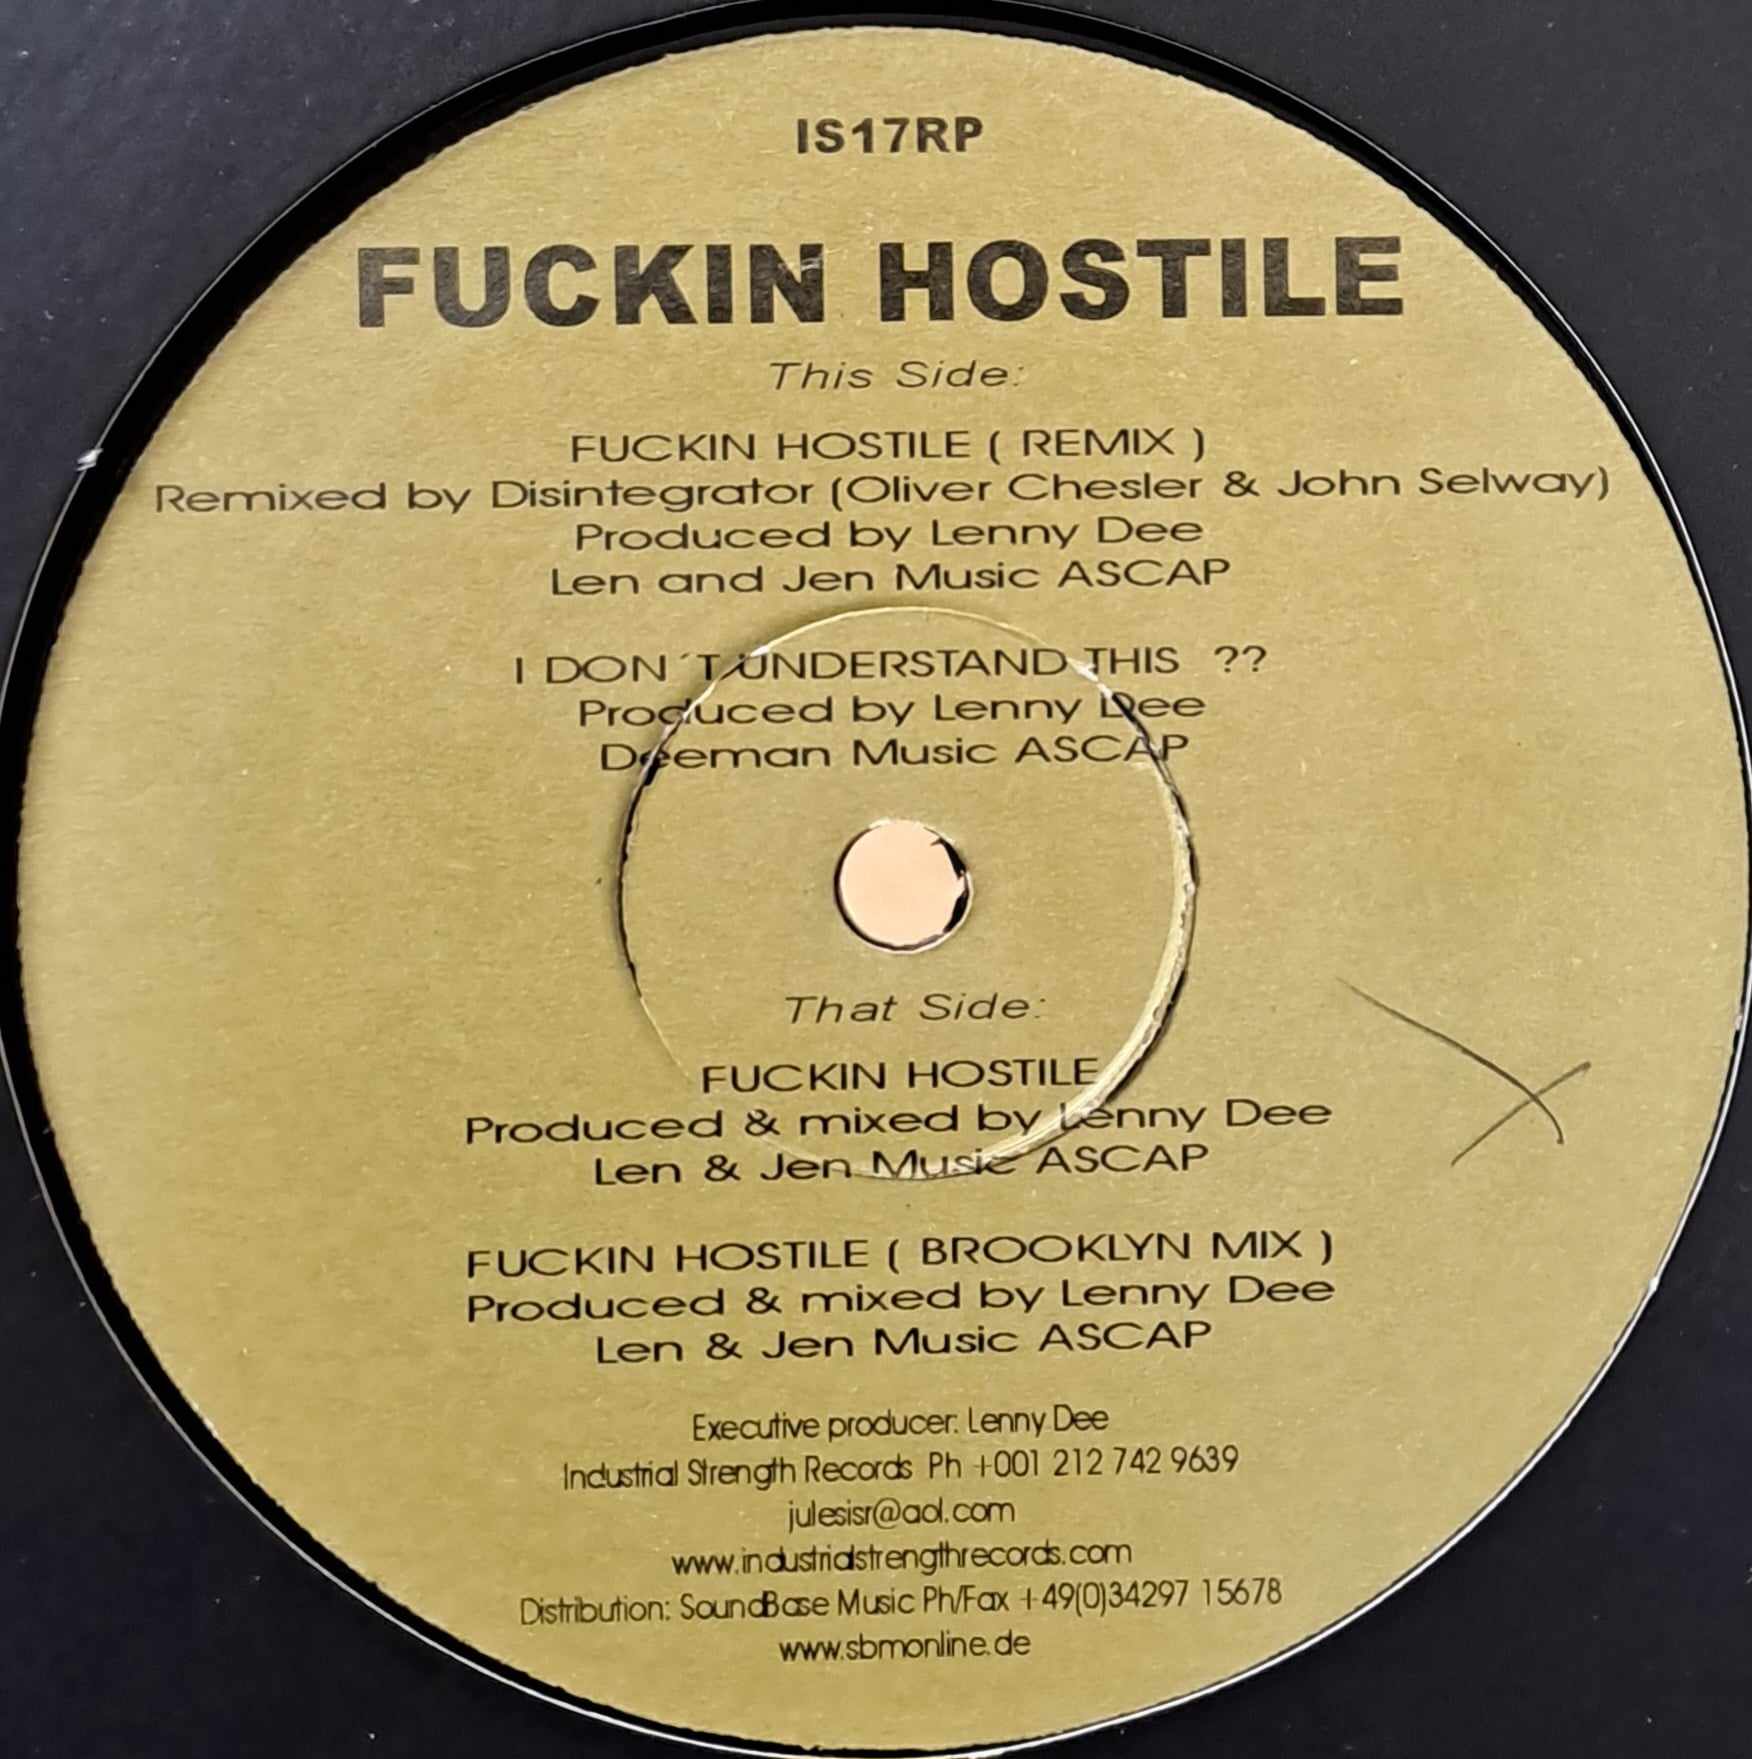 IS17RP
FUCKIN HOSTILE
This Side:
FUCKIN HOSTILE ( REMIX )
Remixed by Disintegrator (Oliver Chesler & John Selway)
Produced by Lenny Dee
Len and Jen Music ASCAP
I DON´T UNDERSTAND THIS ??
Produced by Lenny Dee
Deeman Music ASCAP
That Side:
FUCKIN HOSTILE
Produced & mixed by Lenny Dee
Len & Jen Music ASCAP
FUCKIN HOSTILE ( BROOKLYN MIX )
Produced & mixed by Lenny Dee
Len & Jen Music ASCAP
Executive producer: Lenny Dee
Industrial Strength Records Ph +001 212 742 9639
julesisr@aol.com
www.industrialstrengthrecords.com
Distribution: SoundBase Music Ph/Fax +49(0)34297 15678
www.sbmonline.de